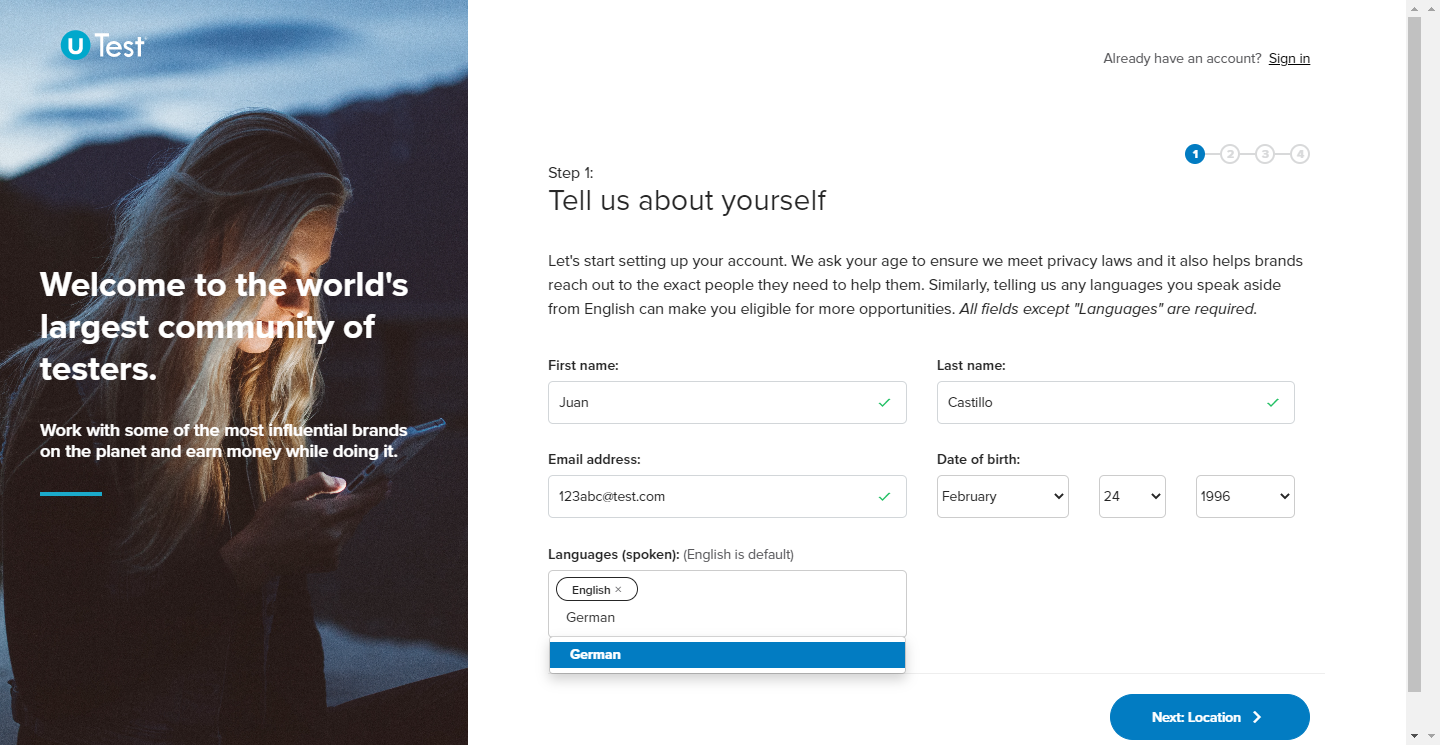 U Test
Already have an account? Sign in
1 2 3 4
Step 1:
Tell us about yourself
Welcome to the world's
largest community of
testers.
Work with some of the most influential brands
on the planet and earn money while doing it.
Let's start setting up your account. We ask your age to ensure we meet privacy laws and it also helps brands
reach out to the exact people they need to help them. Similarly, telling us any languages you speak aside
from English can make you eligible for more opportunities. All fields except "Languages" are required.
First name: Last name:
Juan Castillo
Email address: Date of birth:
123abc@test.com February 24 1996
Languages (spoken): (English is default)
English ×
German
German
Next: Location